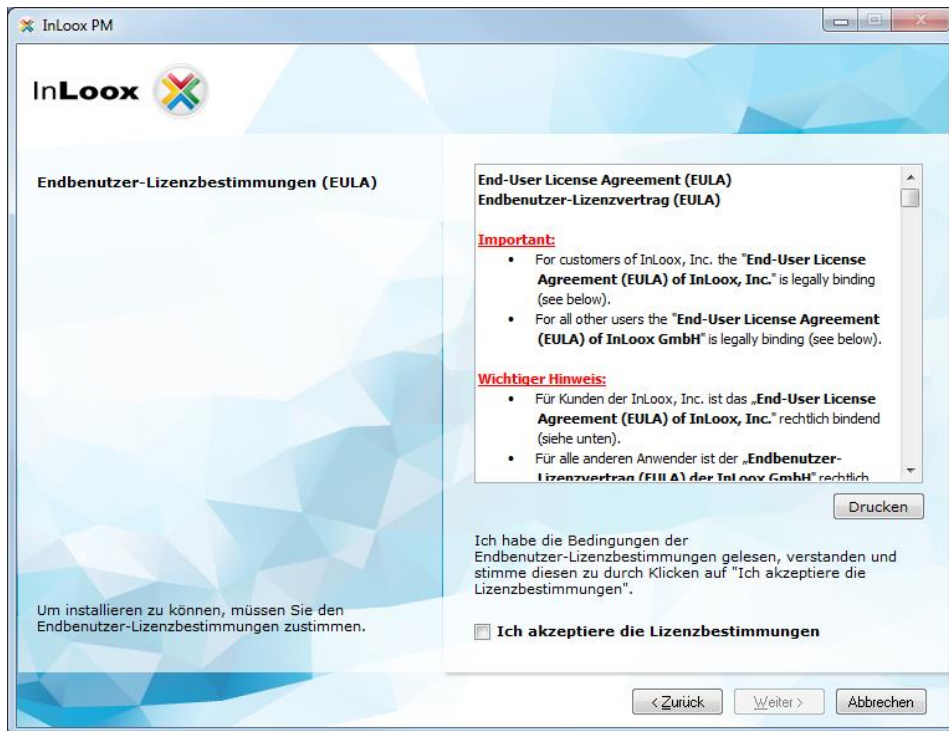 InLoox PM
InLoox
Endbenutzer-Lizenzbestimmungen (EULA)
Um installieren zu können, müssen Sie den
Endbenutzer-Lizenzbestimmungen zustimmen.
End-User License Agreement (EULA)
Endbenutzer-Lizenzvertrag (EULA)
Important:
• For customers of InLoox, Inc. the "End-User License
Agreement (EULA) of InLoox, Inc." is legally binding
(see below).
• For all other users the "End-User License Agreement
(EULA) of InLoox GmbH" is legally binding (see below).
Wichtiger Hinweis:
• Für Kunden der InLoox, Inc. ist das „End-User License
Agreement (EULA) of InLoox, Inc." rechtlich bindend
(siehe unten).
• Für alle anderen Anwender ist der „Endbenutzer-
Lizenzvertrag (EULA) der InLoox GmbH" rechtlich
Drucken
Ich habe die Bedingungen der
Endbenutzer-Lizenzbestimmungen gelesen, verstanden und
stimme diesen zu durch Klicken auf "Ich akzeptiere die
Lizenzbestimmungen".
Ich akzeptiere die Lizenzbestimmungen
< Zurück Weiter > Abbrechen